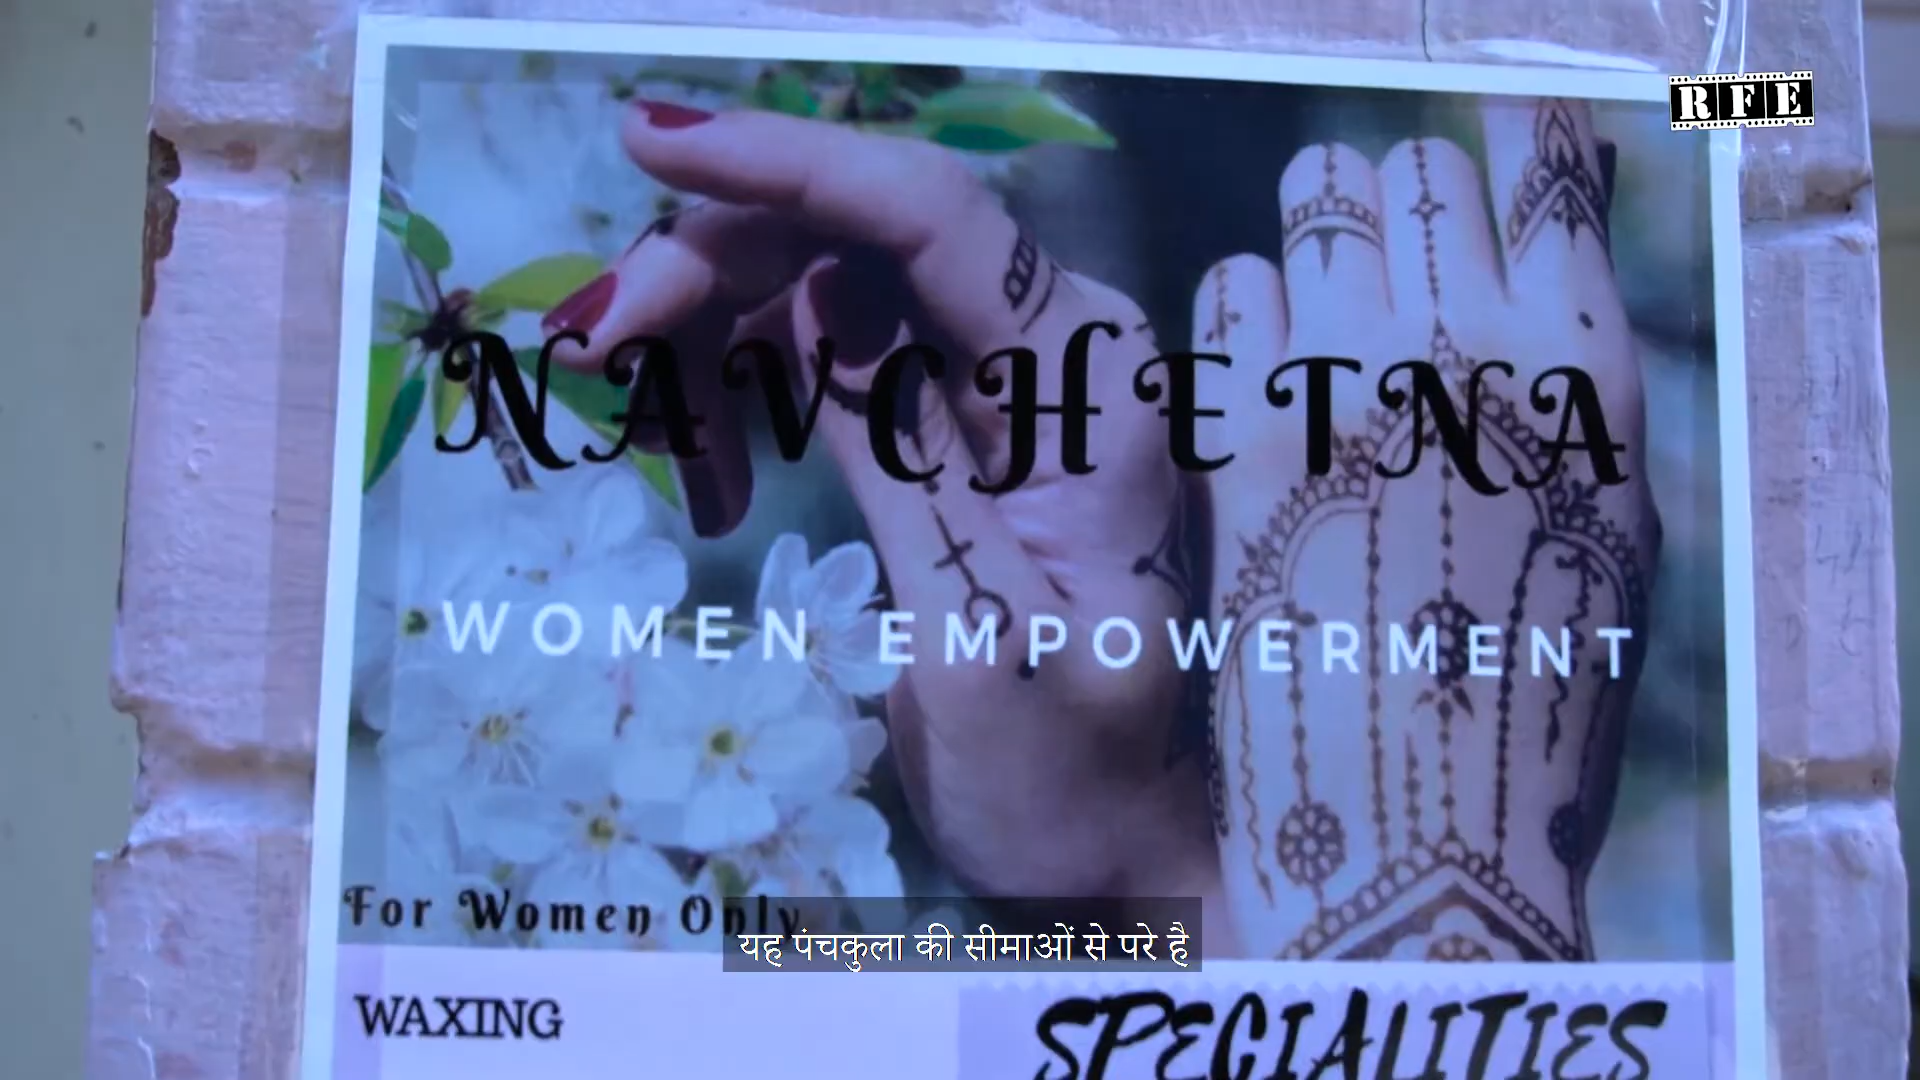 RFE
NAVCHETNA
WOMEN EMPOWERMENT
For Women Only
यह पंचकुला की सीमाओं से परे है
WAXING
SPECIALITIES